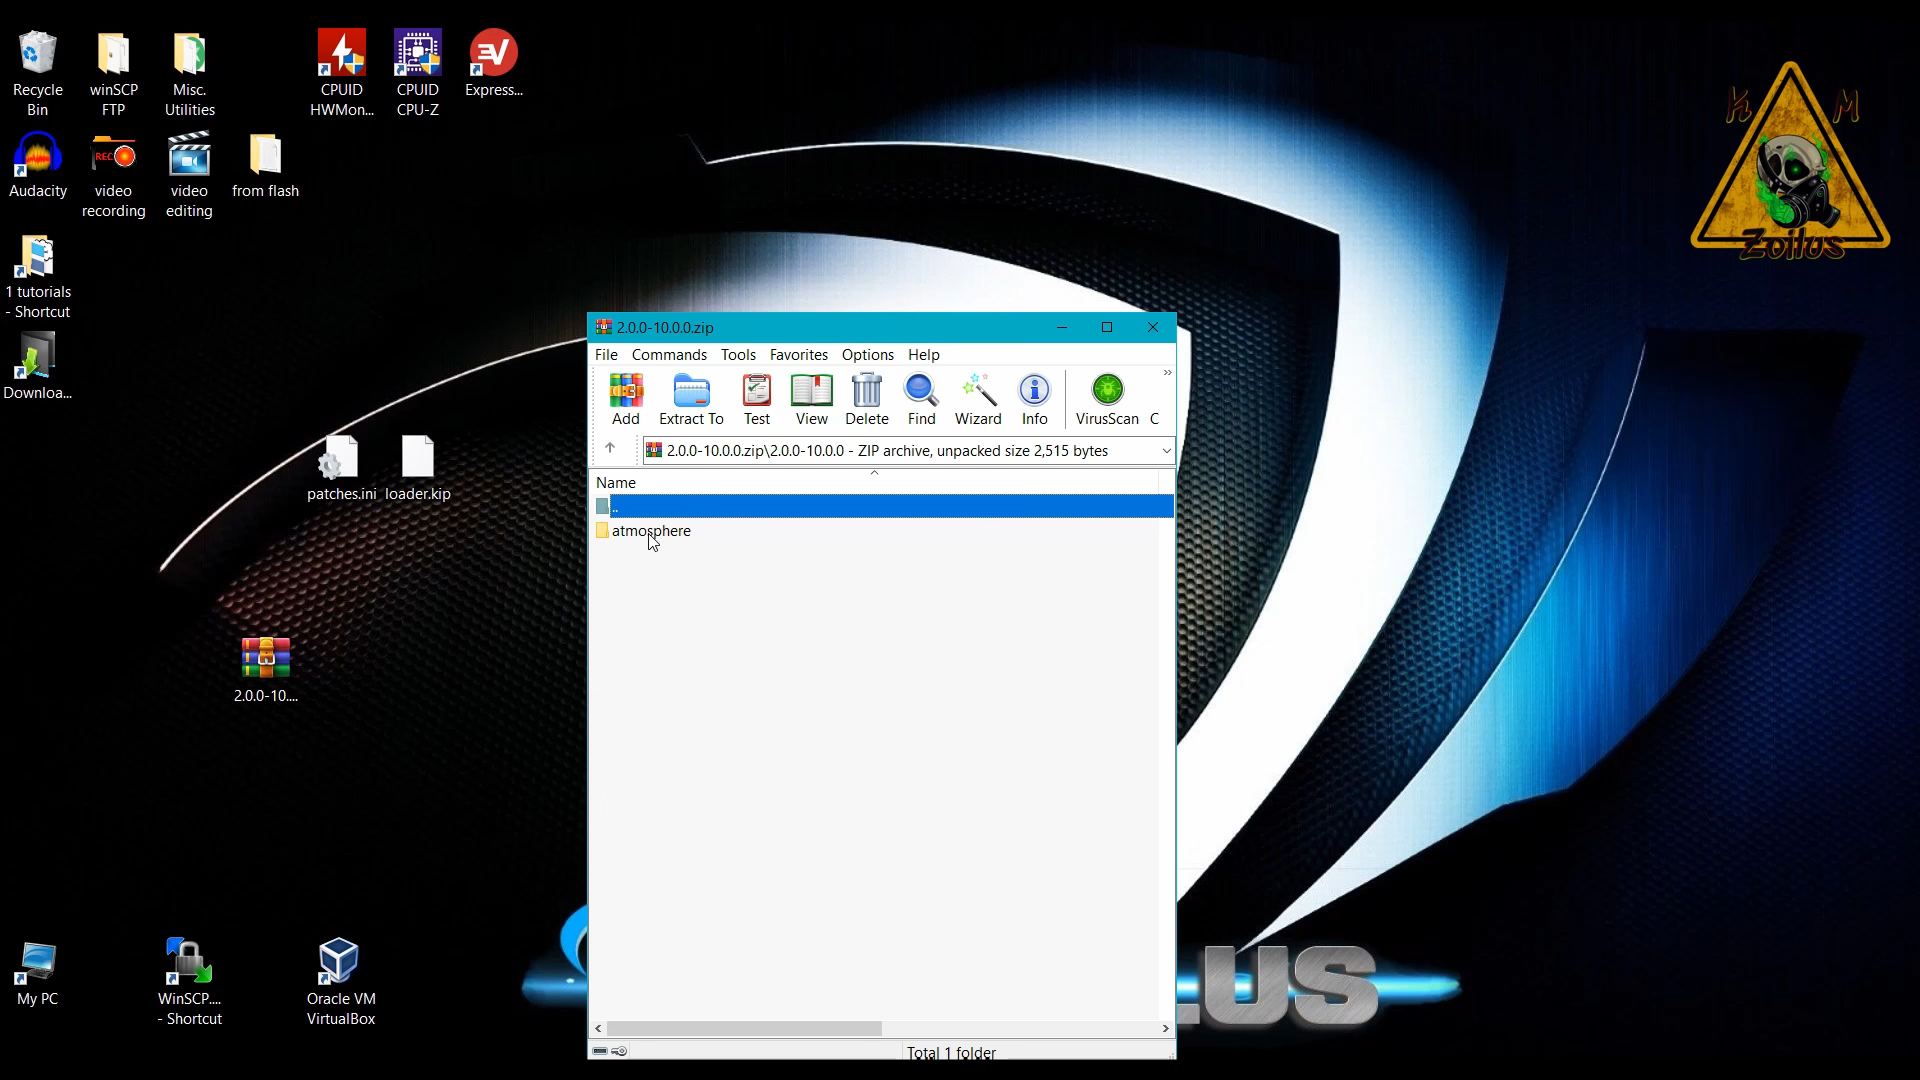 Recycle
Bin
winSCP
FTP
Misc.
Utilities
CPUID
HWMon...
CPUID
CPU-Z
Express...
Audacity
REC
video
recording
video
editing
from flash
1 tutorials
- Shortcut
Downloa...
patches.ini
loader.kip
2.0.0-10....
My PC
WinSCP....
- Shortcut
Oracle VM
VirtualBox
K M
Zoilus
2.0.0-10.0.0.zip
File Commands Tools Favorites Options Help
Add Extract To Test View Delete Find Wizard Info VirusScan C
2.0.0-10.0.0.zip\2.0.0-10.0.0 - ZIP archive, unpacked size 2,515 bytes
Name
..
atmosphere
Total 1 folder
US